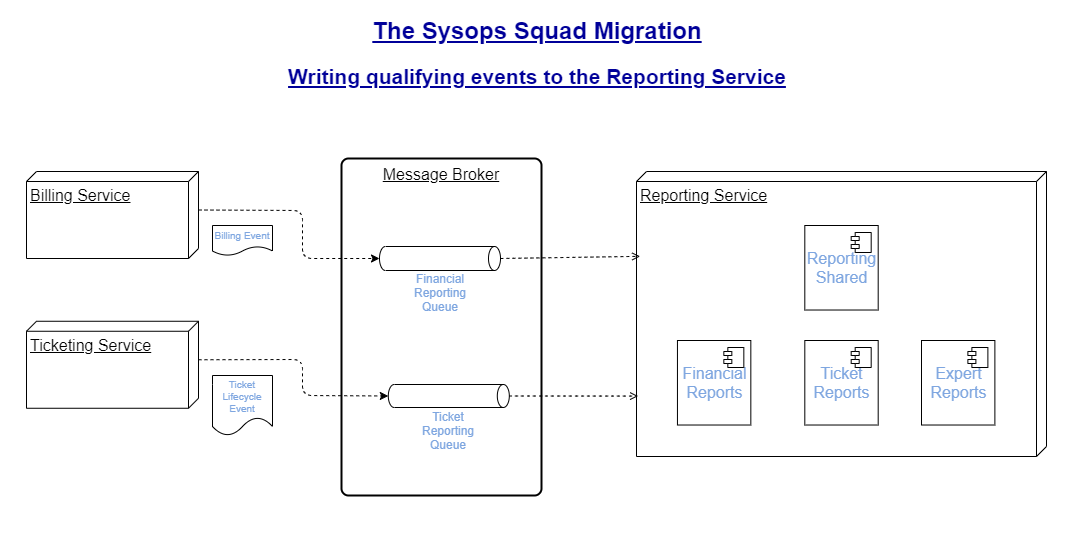 The Sysops Squad Migration
Writing qualifying events to the Reporting Service
Billing Service
Billing Event
Ticketing Service
Ticket
Lifecycle
Event
Message Broker
Financial
Reporting
Queue
Ticket
Reporting
Queue
Reporting Service
Reporting
Shared
Financial
Reports
Ticket
Reports
Expert
Reports